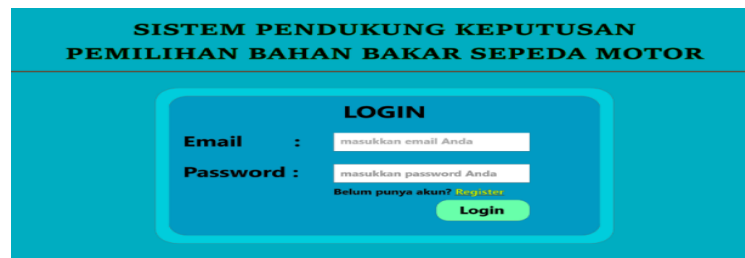 SISTEM PENDUKUNG KEPUTUSAN
PEMILIHAN BAHAN BAKAR SEPEDA MOTOR
LOGIN
Email : masukkan email Anda
Password : masukkan password Anda
Belum punya akun? Register
Login